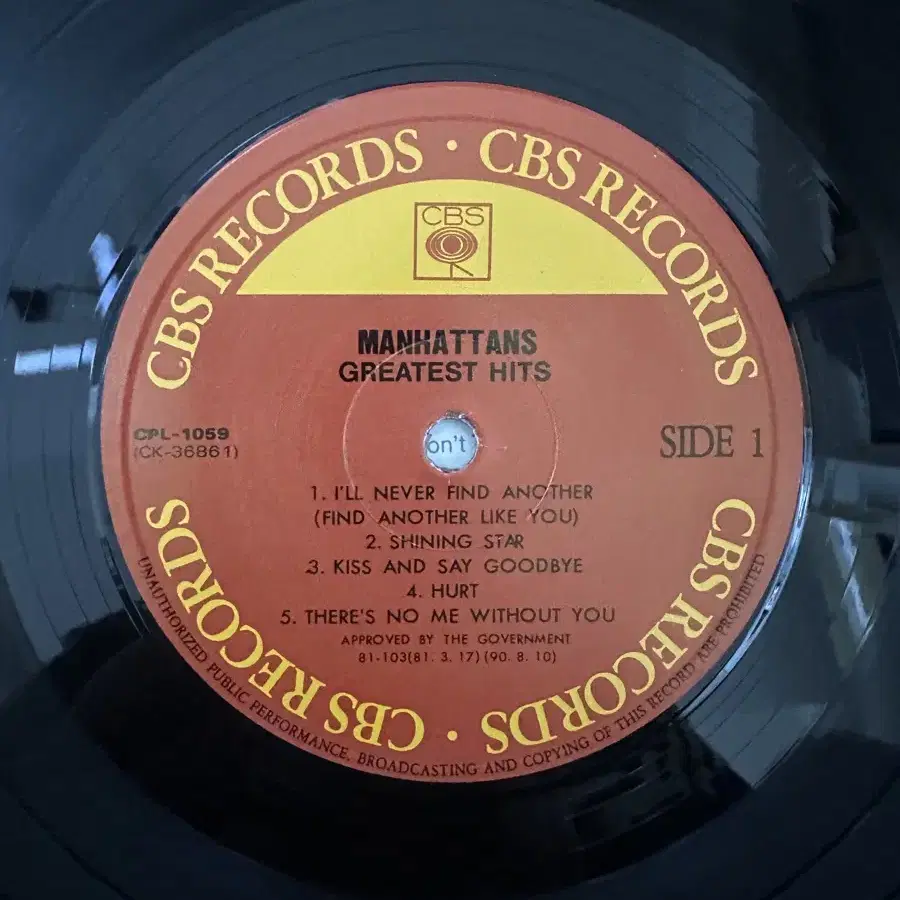 CBS RECORDS · CBS RECORDS
CBS
MANHATTANS
GREATEST HITS
CPL-1059
(CK-36861)
SIDE 1
on't
1. I'LL NEVER FIND ANOTHER
(FIND ANOTHER LIKE YOU)
2. SHINING STAR
3. KISS AND SAY GOODBYE
4. HURT
5. THERE'S NO ME WITHOUT YOU
APPROVED BY THE GOVERNMENT
81-103(81. 3. 17)(90. 8. 10)
CBS RECORDS · CBS RECORDS
UNAUTHORIZED PUBLIC PERFORMANCE, BROADCASTING AND COPYING OF THIS RECORD ARE PROHIBITED